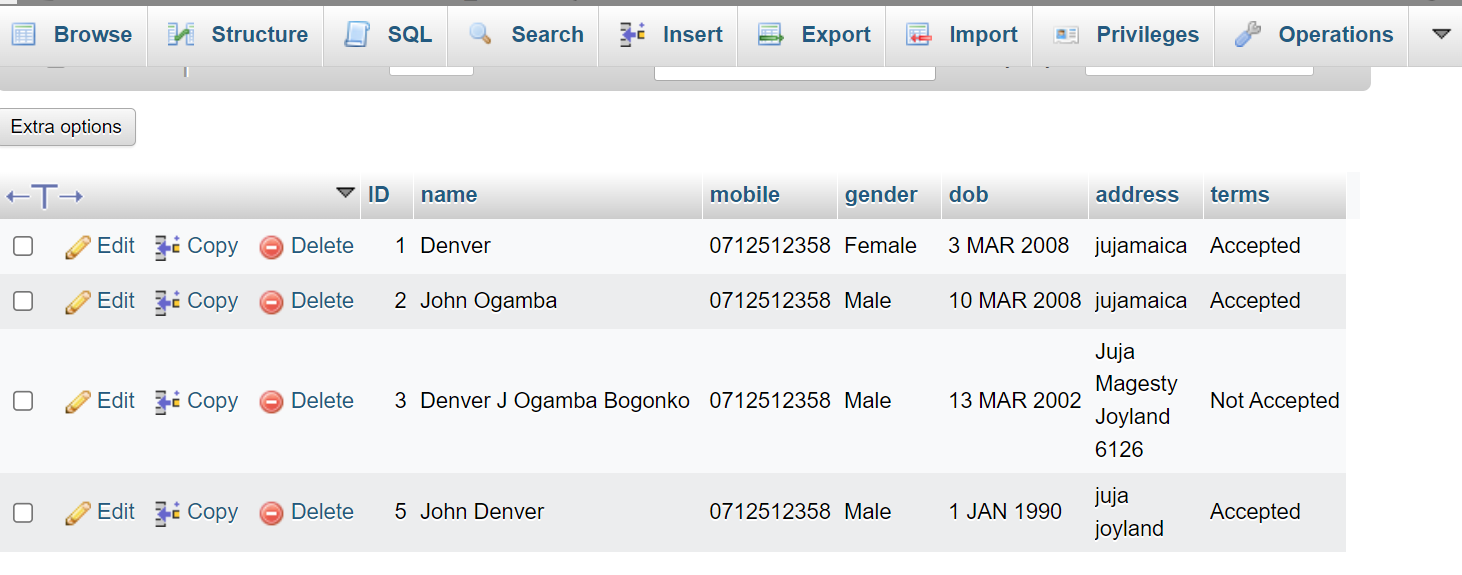 Browse Structure SQL Search Insert Export Import Privileges Operations
Extra options
ID name mobile gender dob address terms
Edit Copy Delete 1 Denver 0712512358 Female 3 MAR 2008 jujamaica Accepted
Edit Copy Delete 2 John Ogamba 0712512358 Male 10 MAR 2008 jujamaica Accepted
Edit Copy Delete 3 Denver J Ogamba Bogonko 0712512358 Male 13 MAR 2002 Juja
Magesty
Joyland
6126 Not Accepted
Edit Copy Delete 5 John Denver 0712512358 Male 1 JAN 1990 juja
joyland Accepted